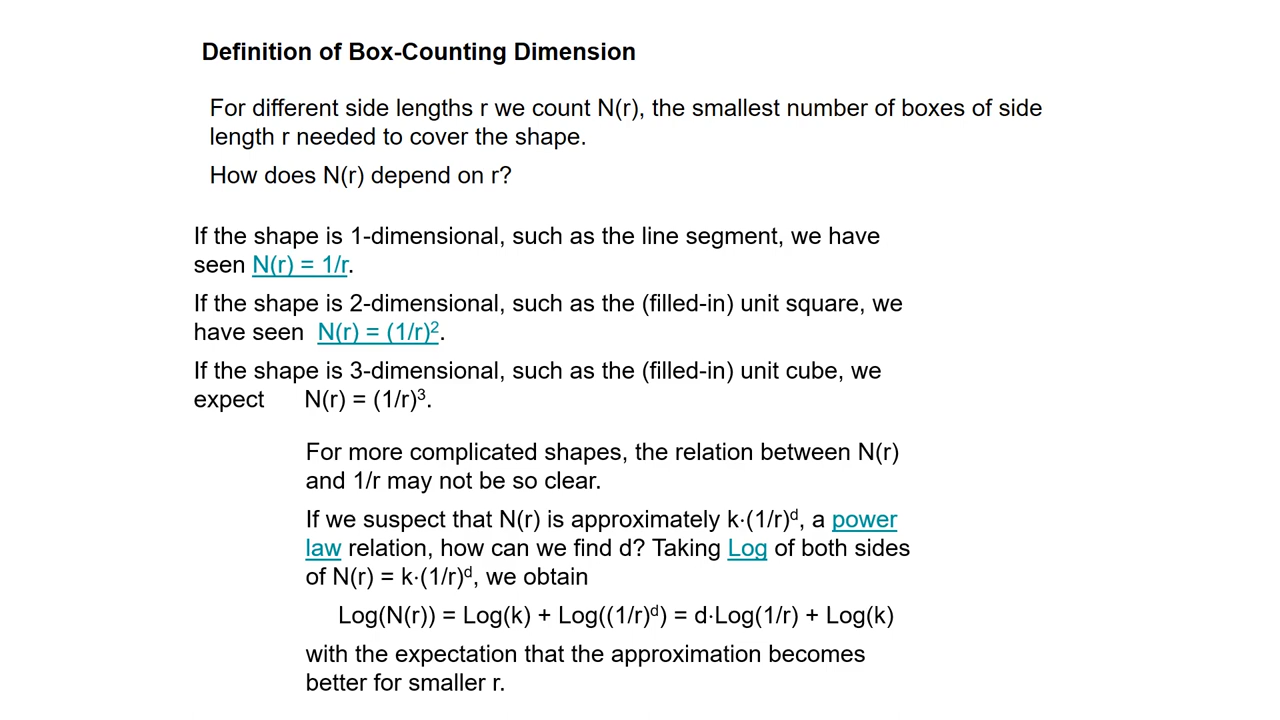 Definition of Box-Counting Dimension
For different side lengths r we count N(r), the smallest number of boxes of side
length r needed to cover the shape.
How does N(r) depend on r?
If the shape is 1-dimensional, such as the line segment, we have
seen N(r) = 1/r.
If the shape is 2-dimensional, such as the (filled-in) unit square, we
have seen N(r) = (1/r)².
If the shape is 3-dimensional, such as the (filled-in) unit cube, we
expect N(r) = (1/r)³.
For more complicated shapes, the relation between N(r)
and 1/r may not be so clear.
If we suspect that N(r) is approximately k·(1/r)ᵈ, a power
law relation, how can we find d? Taking Log of both sides
of N(r) = k·(1/r)ᵈ, we obtain
Log(N(r)) = Log(k) + Log((1/r)ᵈ) = d·Log(1/r) + Log(k)
with the expectation that the approximation becomes
better for smaller r.